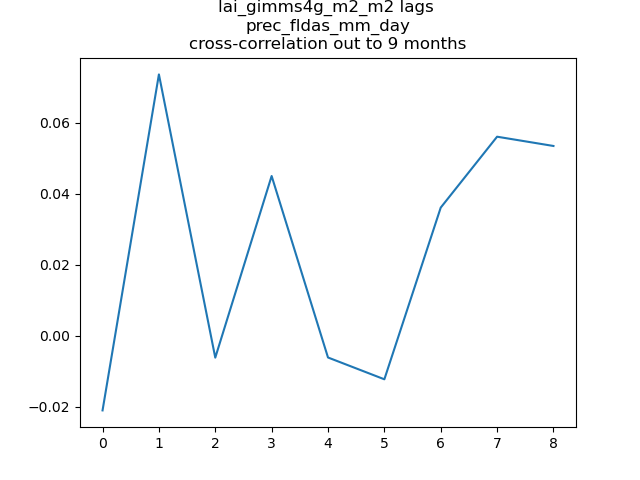 lai_gimms4g_m2_m2 lags
prec_fldas_mm_day
cross-correlation out to 9 months
0.06
0.04
0.02
0.00
−0.02
0 1 2 3 4 5 6 7 8